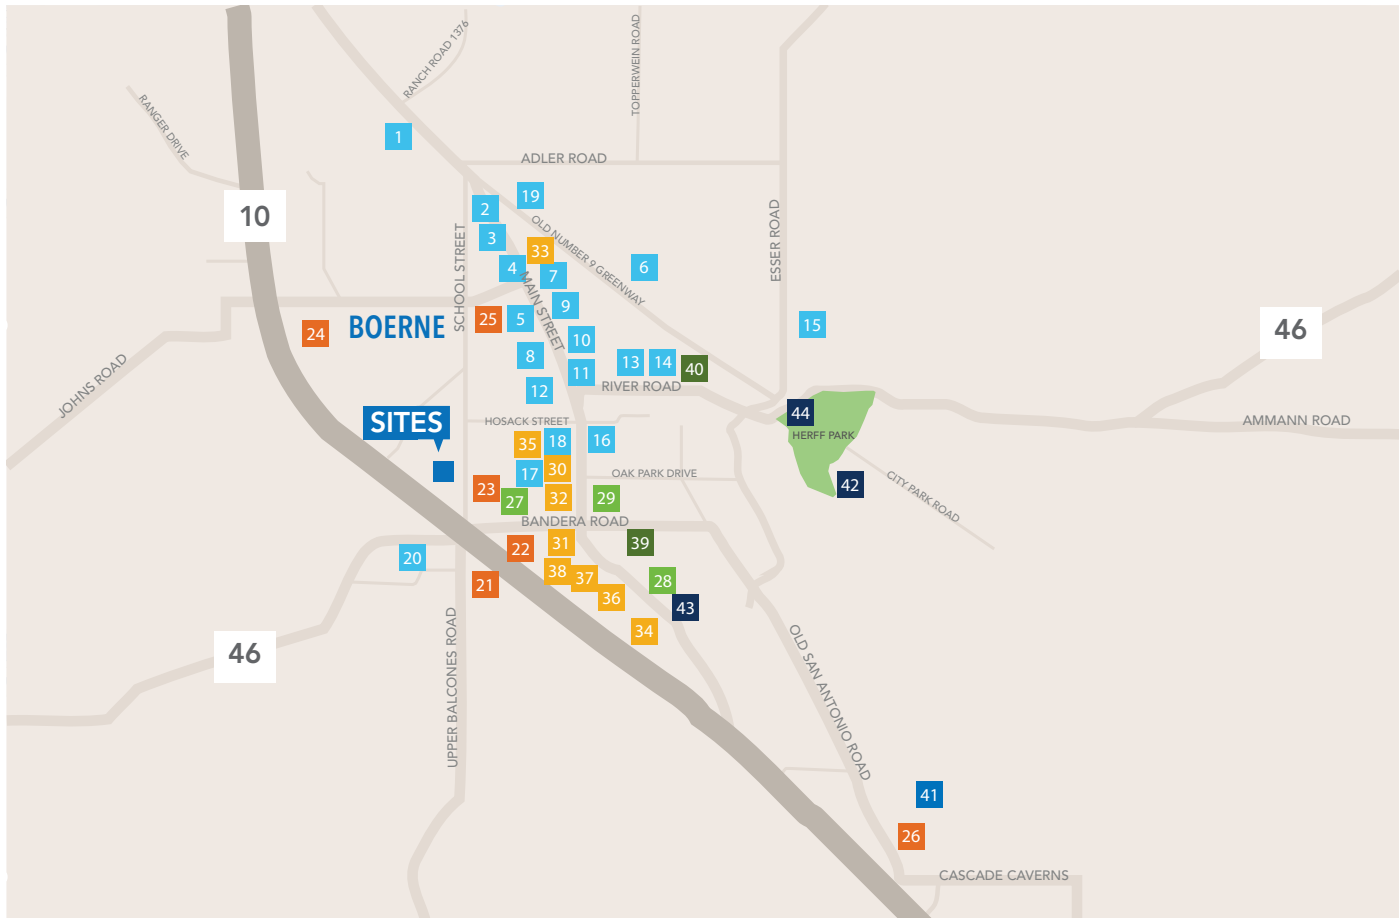 RANCH ROAD 1376
TOPPERWEIN ROAD
RANGER DRIVE
1
ADLER ROAD
10
19
2
SCHOOL STREET
3
OLD NUMBER 9 GREENWAY
33
ESSER ROAD
4
7
6
MAIN STREET
9
24
BOERNE
25
5
15
46
10
8
JOHNS ROAD
11
13
14
40
12
RIVER ROAD
SITES
HOSACK STREET
44
AMMANN ROAD
35
18
16
HERFF PARK
17
30
OAK PARK DRIVE
CITY PARK ROAD
23
27
32
29
42
BANDERA ROAD
20
22
31
39
21
38
37
28
36
43
34
46
UPPER BALCONES ROAD
OLD SAN ANTONIO ROAD
41
26
CASCADE CAVERNS